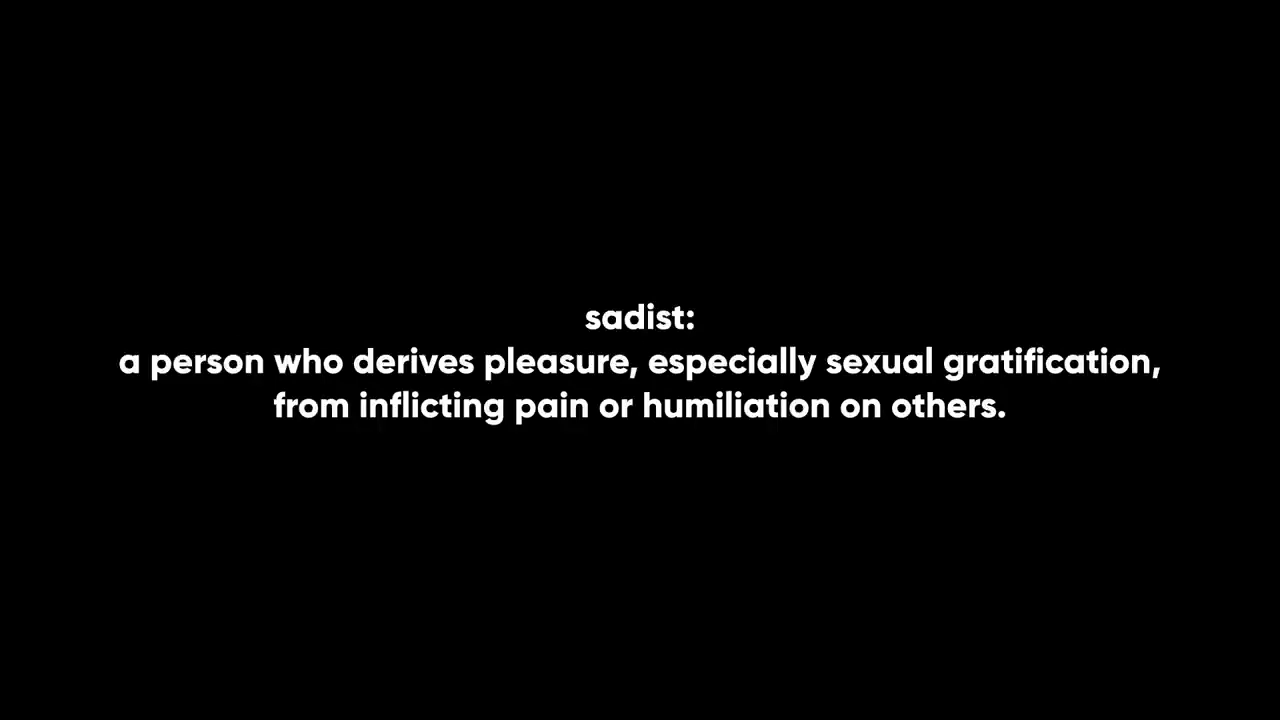 sadist:
a person who derives pleasure, especially sexual gratification,
from inflicting pain or humiliation on others.